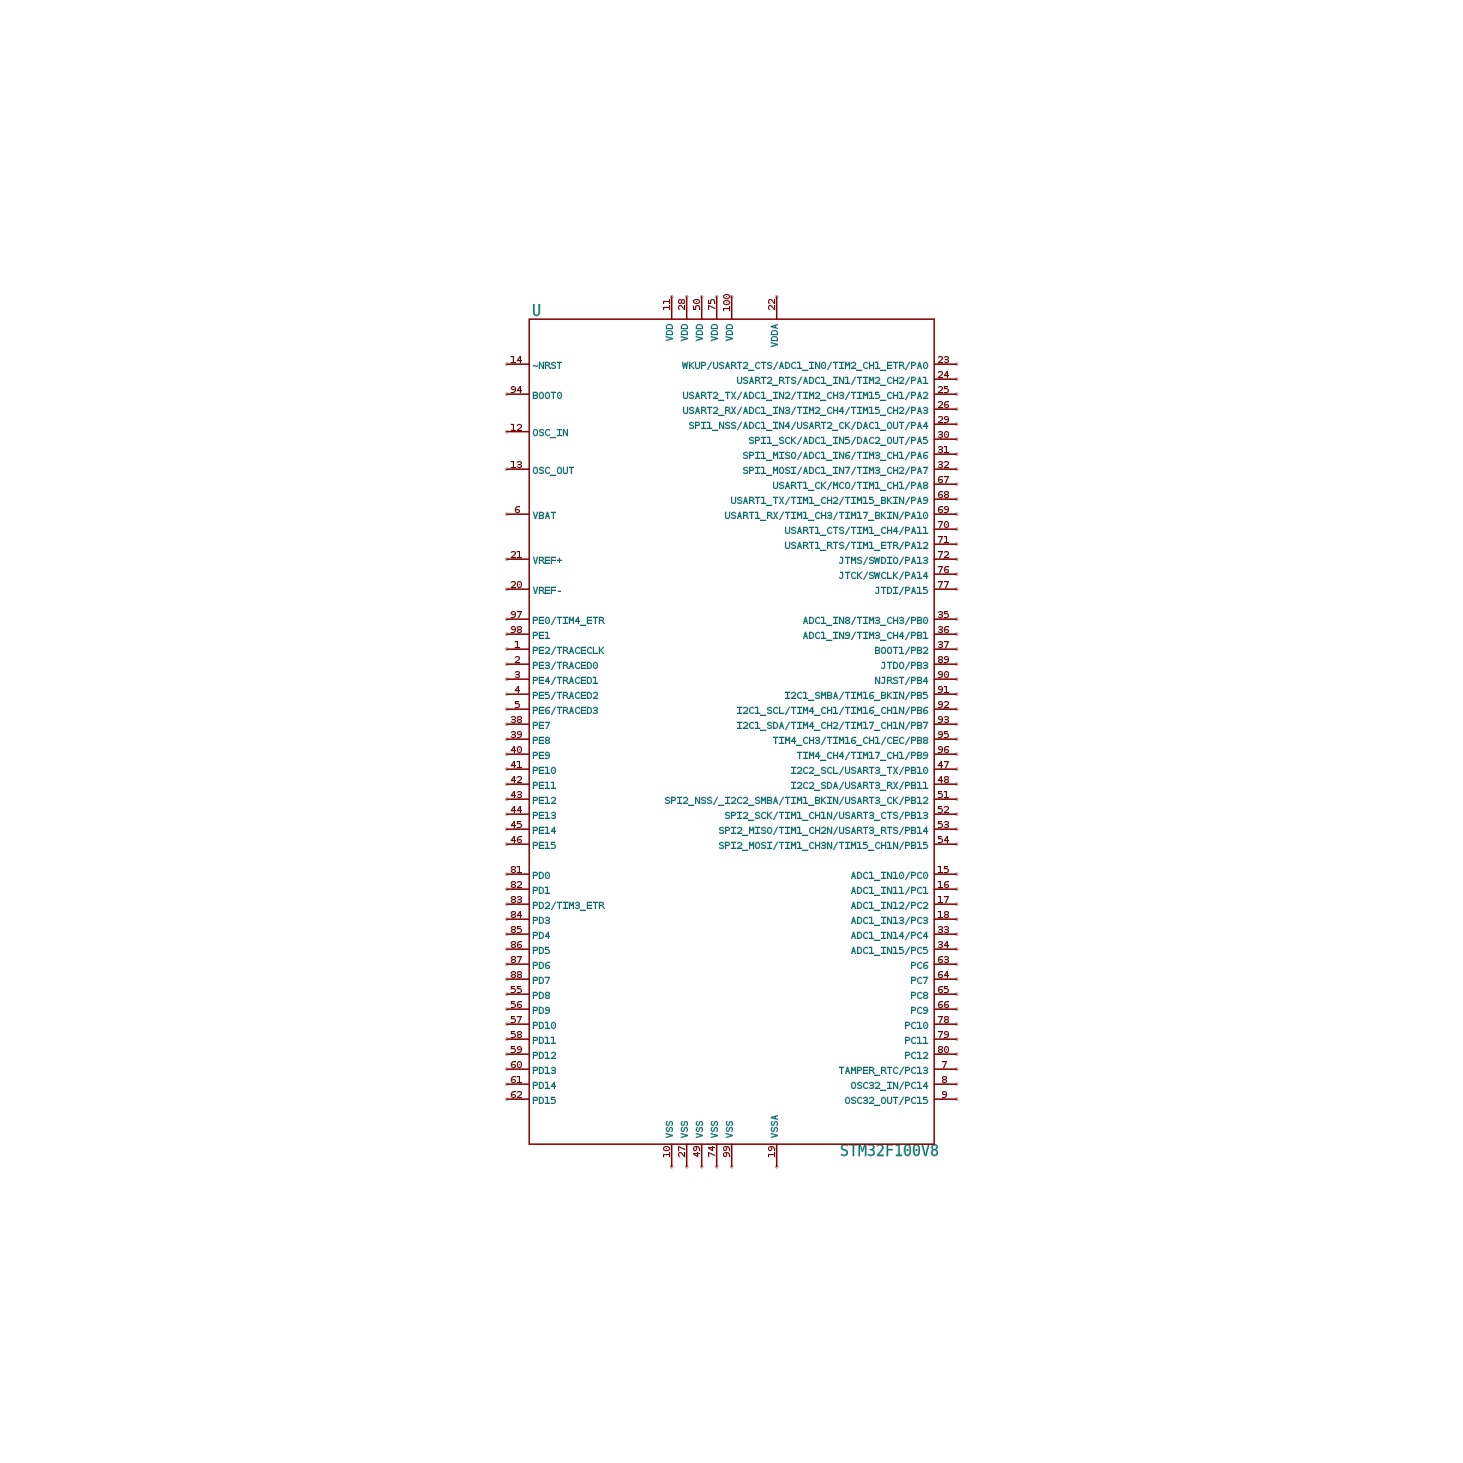 U
11 28 50 75 100 22
VDD VDD VDD VDD VDD VDDA
14 ~NRST WKUP/USART2_CTS/ADC1_IN0/TIM2_CH1_ETR/PA0 23
USART2_RTS/ADC1_IN1/TIM2_CH2/PA1 24
94 BOOT0 USART2_TX/ADC1_IN2/TIM2_CH3/TIM15_CH1/PA2 25
USART2_RX/ADC1_IN3/TIM2_CH4/TIM15_CH2/PA3 26
SPI1_NSS/ADC1_IN4/USART2_CK/DAC1_OUT/PA4 29
12 OSC_IN SPI1_SCK/ADC1_IN5/DAC2_OUT/PA5 30
SPI1_MISO/ADC1_IN6/TIM3_CH1/PA6 31
13 OSC_OUT SPI1_MOSI/ADC1_IN7/TIM3_CH2/PA7 32
USART1_CK/MCO/TIM1_CH1/PA8 67
USART1_TX/TIM1_CH2/TIM15_BKIN/PA9 68
6 VBAT USART1_RX/TIM1_CH3/TIM17_BKIN/PA10 69
USART1_CTS/TIM1_CH4/PA11 70
USART1_RTS/TIM1_ETR/PA12 71
21 VREF+ JTMS/SWDIO/PA13 72
JTCK/SWCLK/PA14 76
20 VREF- JTDI/PA15 77
97 PE0/TIM4_ETR ADC1_IN8/TIM3_CH3/PB0 35
98 PE1 ADC1_IN9/TIM3_CH4/PB1 36
1 PE2/TRACECLK BOOT1/PB2 37
2 PE3/TRACED0 JTDO/PB3 89
3 PE4/TRACED1 NJRST/PB4 90
4 PE5/TRACED2 I2C1_SMBA/TIM16_BKIN/PB5 91
5 PE6/TRACED3 I2C1_SCL/TIM4_CH1/TIM16_CH1N/PB6 92
38 PE7 I2C1_SDA/TIM4_CH2/TIM17_CH1N/PB7 93
39 PE8 TIM4_CH3/TIM16_CH1/CEC/PB8 95
40 PE9 TIM4_CH4/TIM17_CH1/PB9 96
41 PE10 I2C2_SCL/USART3_TX/PB10 47
42 PE11 I2C2_SDA/USART3_RX/PB11 48
43 PE12 SPI2_NSS/_I2C2_SMBA/TIM1_BKIN/USART3_CK/PB12 51
44 PE13 SPI2_SCK/TIM1_CH1N/USART3_CTS/PB13 52
45 PE14 SPI2_MISO/TIM1_CH2N/USART3_RTS/PB14 53
46 PE15 SPI2_MOSI/TIM1_CH3N/TIM15_CH1N/PB15 54
81 PD0 ADC1_IN10/PC0 15
82 PD1 ADC1_IN11/PC1 16
83 PD2/TIM3_ETR ADC1_IN12/PC2 17
84 PD3 ADC1_IN13/PC3 18
85 PD4 ADC1_IN14/PC4 33
86 PD5 ADC1_IN15/PC5 34
87 PD6 PC6 63
88 PD7 PC7 64
55 PD8 PC8 65
56 PD9 PC9 66
57 PD10 PC10 78
58 PD11 PC11 79
59 PD12 PC12 80
60 PD13 TAMPER_RTC/PC13 7
61 PD14 OSC32_IN/PC14 8
62 PD15 OSC32_OUT/PC15 9
VSS VSS VSS VSS VSS VSSA
10 27 49 74 99 19
STM32F100V8